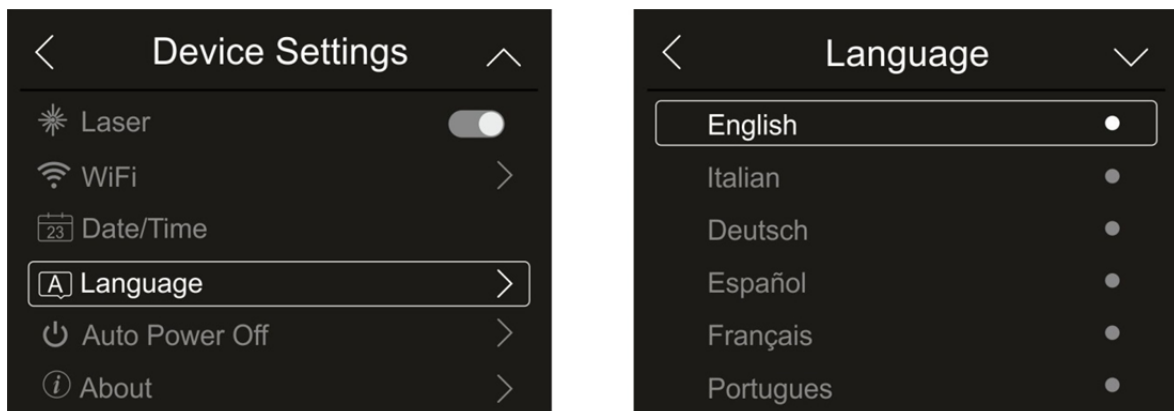 Device Settings
Laser
WiFi
23 Date/Time
A Language
Auto Power Off
i About
Language
English
Italian
Deutsch
Español
Français
Portugues